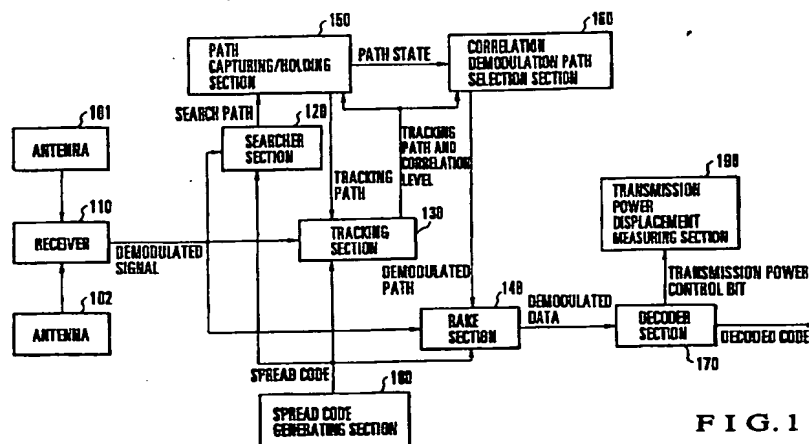 150
160
PATH
CAPTURING/HOLDING
SECTION
PATH STATE
CORRELATION
DEMODULATION PATH
SELECTION SECTION
SEARCH PATH
120
101
ANTENNA
SEARCHER
SECTION
TRACKING
PATH AND
CORRELATION
LEVEL
TRACKING
PATH
190
TRANSMISSION
POWER
DISPLACEMENT
MEASURING SECTION
110
RECEIVER
DEMODULATED
SIGNAL
130
TRACKING
SECTION
DEMODULATED
PATH
TRANSMISSION POWER
CONTROL BIT
102
ANTENNA
140
RAKE
SECTION
DEMODULATED
DATA
DECODER
SECTION
170
DECODED CODE
SPREAD CODE
180
SPREAD CODE
GENERATING SECTION
FIG.1